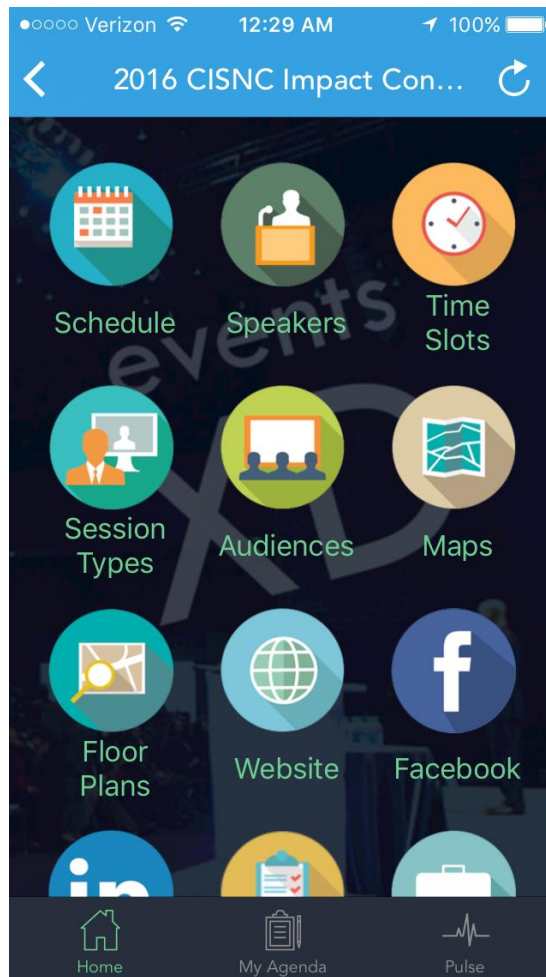 Verizon 12:29 AM 100%
2016 CISNC Impact Con...
events
XD
Schedule Speakers Time
Slots
Session
Types Audiences Maps
Floor
Plans Website Facebook
in
Home My Agenda Pulse